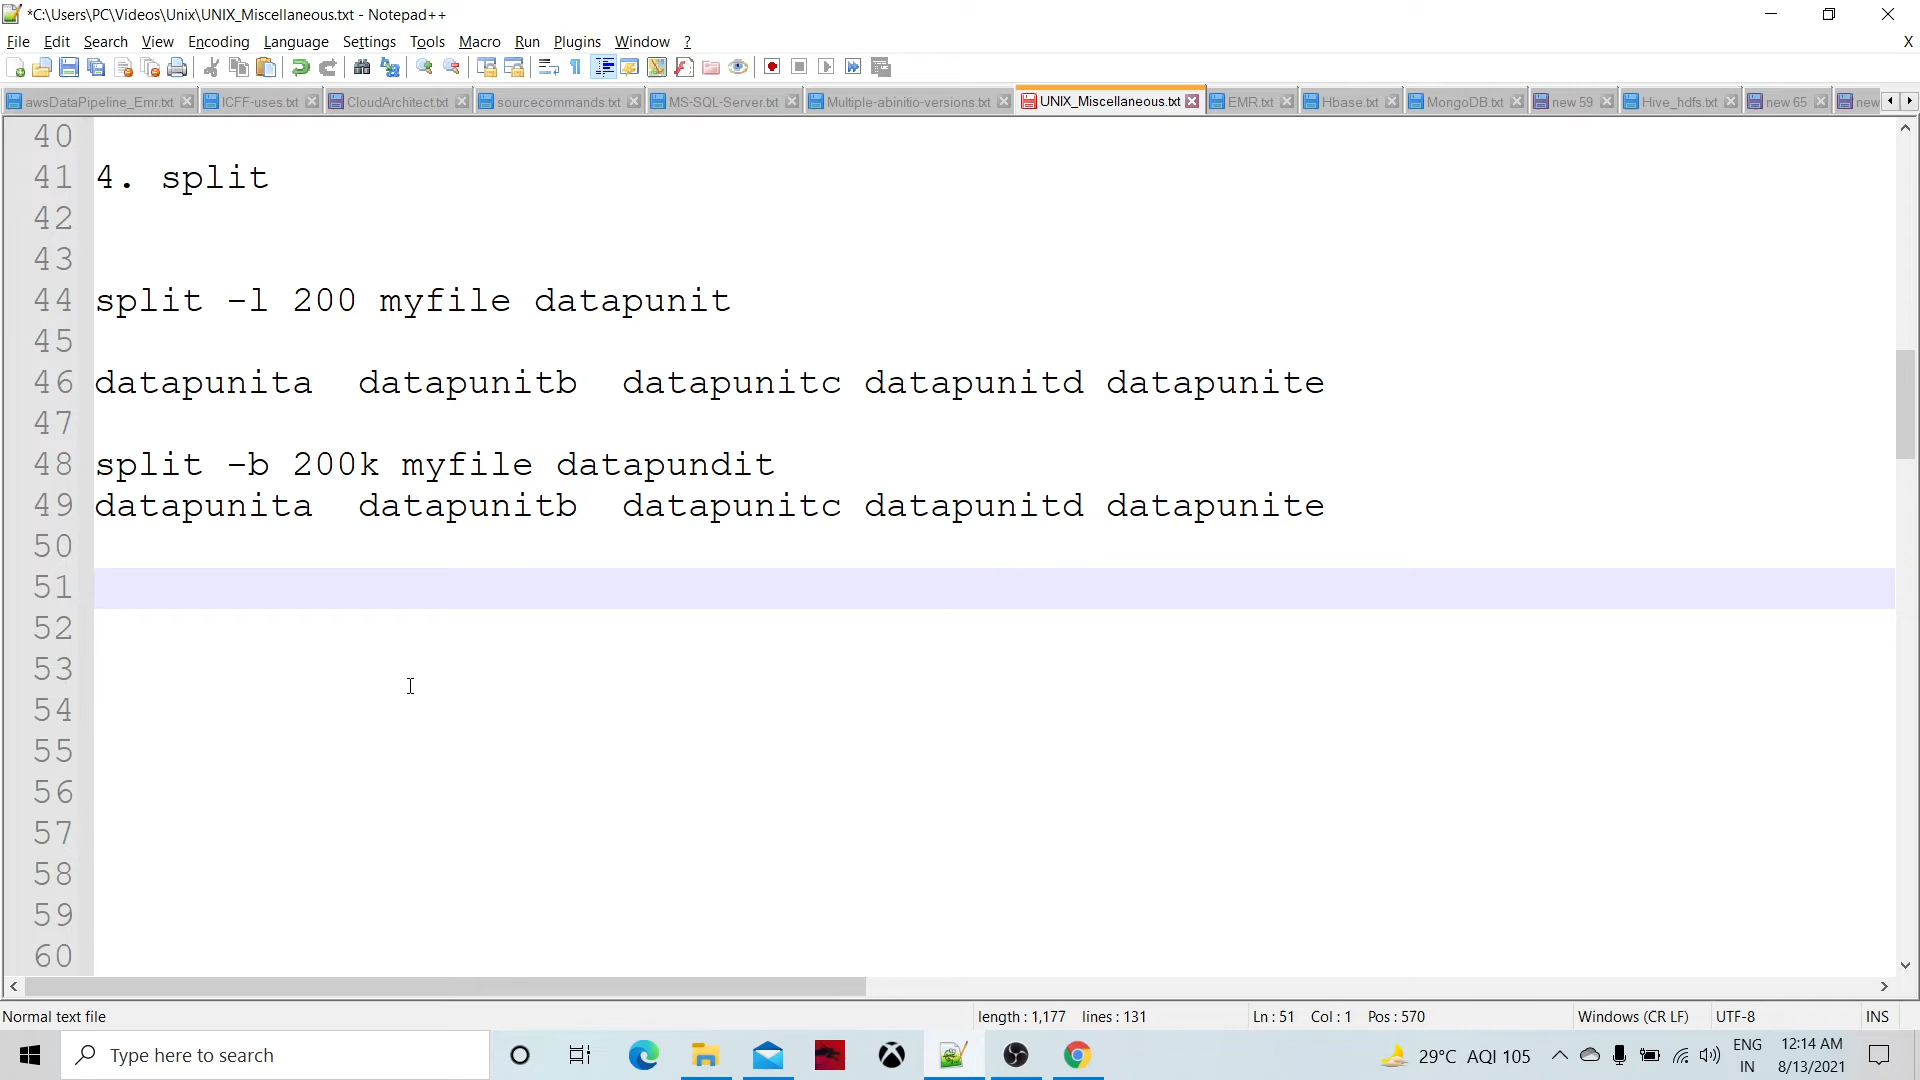 *C:\Users\PC\Videos\Unix\UNIX_Miscellaneous.txt - Notepad++
File Edit Search View Encoding Language Settings Tools Macro Run Plugins Window ? X
awsDataPipeline_Emr.txt ICFF-uses.txt CloudArchitect.txt sourcecommands.txt MS-SQL-Server.txt Multiple-abinitio-versions.txt UNIX_Miscellaneous.txt EMR.txt Hbase.txt MongoDB.txt new 59 Hive_hdfs.txt new 65 new
40
41 4. split
42
43
44 split -l 200 myfile datapunit
45
46 datapunita datapunitb datapunitc datapunitd datapunite
47
48 split -b 200k myfile datapundit
49 datapunita datapunitb datapunitc datapunitd datapunite
50
51
52
53
54
55
56
57
58
59
60
Normal text file length : 1,177 lines : 131 Ln : 51 Col : 1 Pos : 570 Windows (CR LF) UTF-8 INS
Type here to search 29°C AQI 105 ENG 12:14 AM
IN 8/13/2021